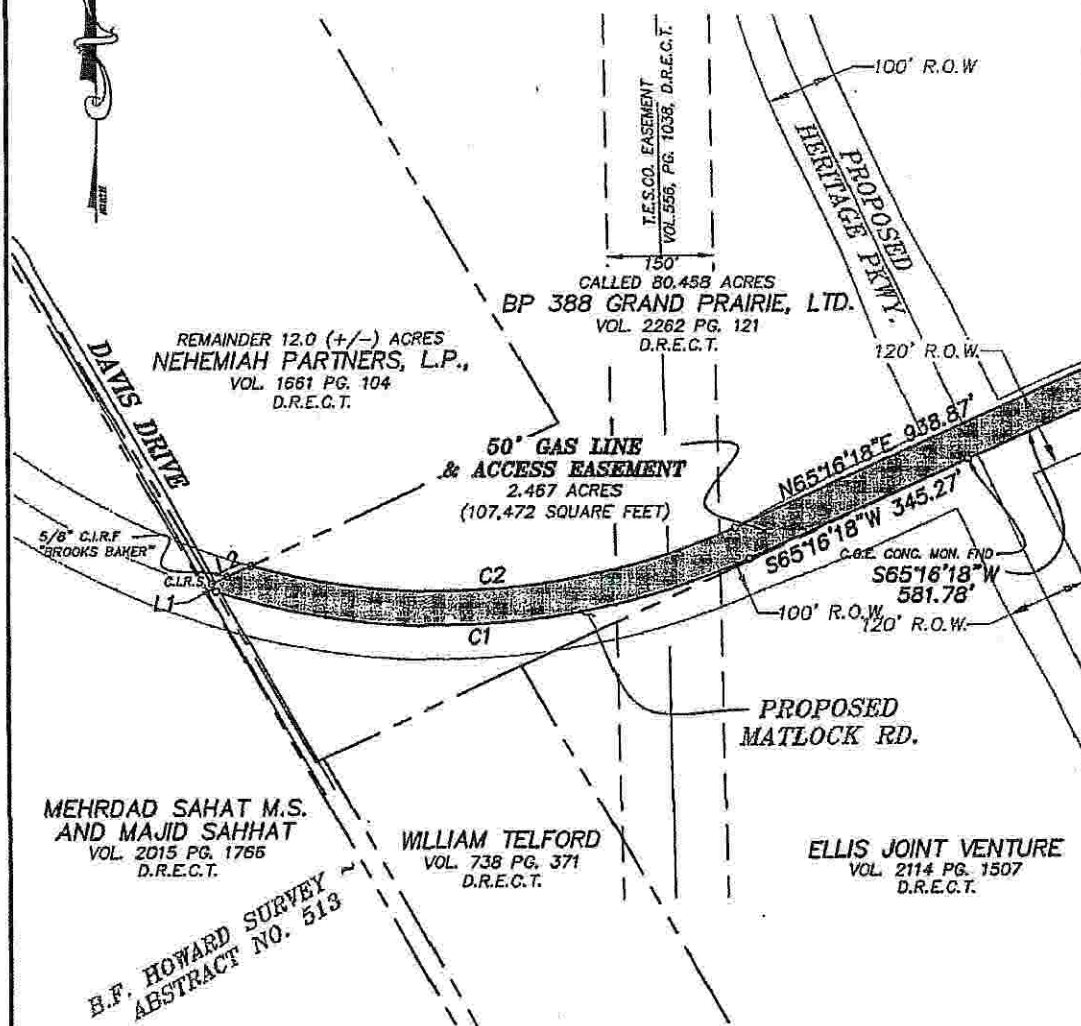 NORTH
100' R.O.W
T.E.S.CO. EASEMENT
VOL.556, PG. 1038, D.R.E.C.T.
150'
PROPOSED
HERITAGE PKWY.
CALLED 80.458 ACRES
BP 388 GRAND PRAIRIE, LTD.
VOL. 2262 PG. 121
D.R.E.C.T.
120' R.O.W.
REMAINDER 12.0 (+/-) ACRES
NEHEMIAH PARTNERS, L.P.,
VOL. 1661 PG. 104
D.R.E.C.T.
DAVIS DRIVE
50' GAS LINE
& ACCESS EASEMENT
2.467 ACRES
(107,472 SQUARE FEET)
N65°16'18"E 938.87'
S65°16'18"W 345.27'
5/8" C.I.R.F
"BROOKS BAKER"
C.I.R.S.
L1
C2
C1
C.G.E. CONC. MON. FND
S65°16'18"W
581.78'
100' R.O.W.
120' R.O.W.
PROPOSED
MATLOCK RD.
MEHRDAD SAHAT M.S.
AND MAJID SAHHAT
VOL. 2015 PG. 1766
D.R.E.C.T.
WILLIAM TELFORD
VOL. 738 PG. 371
D.R.E.C.T.
ELLIS JOINT VENTURE
VOL. 2114 PG. 1507
D.R.E.C.T.
B.F. HOWARD SURVEY ~
ABSTRACT NO. 513